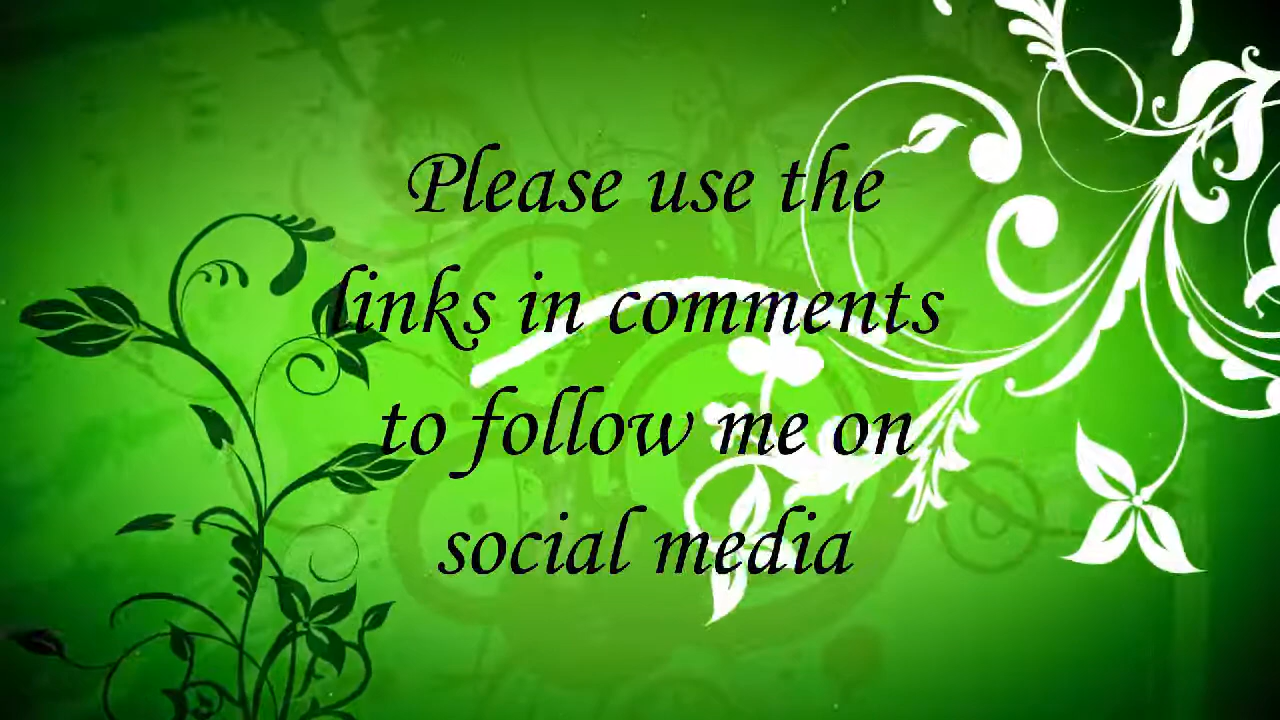 Please use the
links in comments
to follow me on
social media